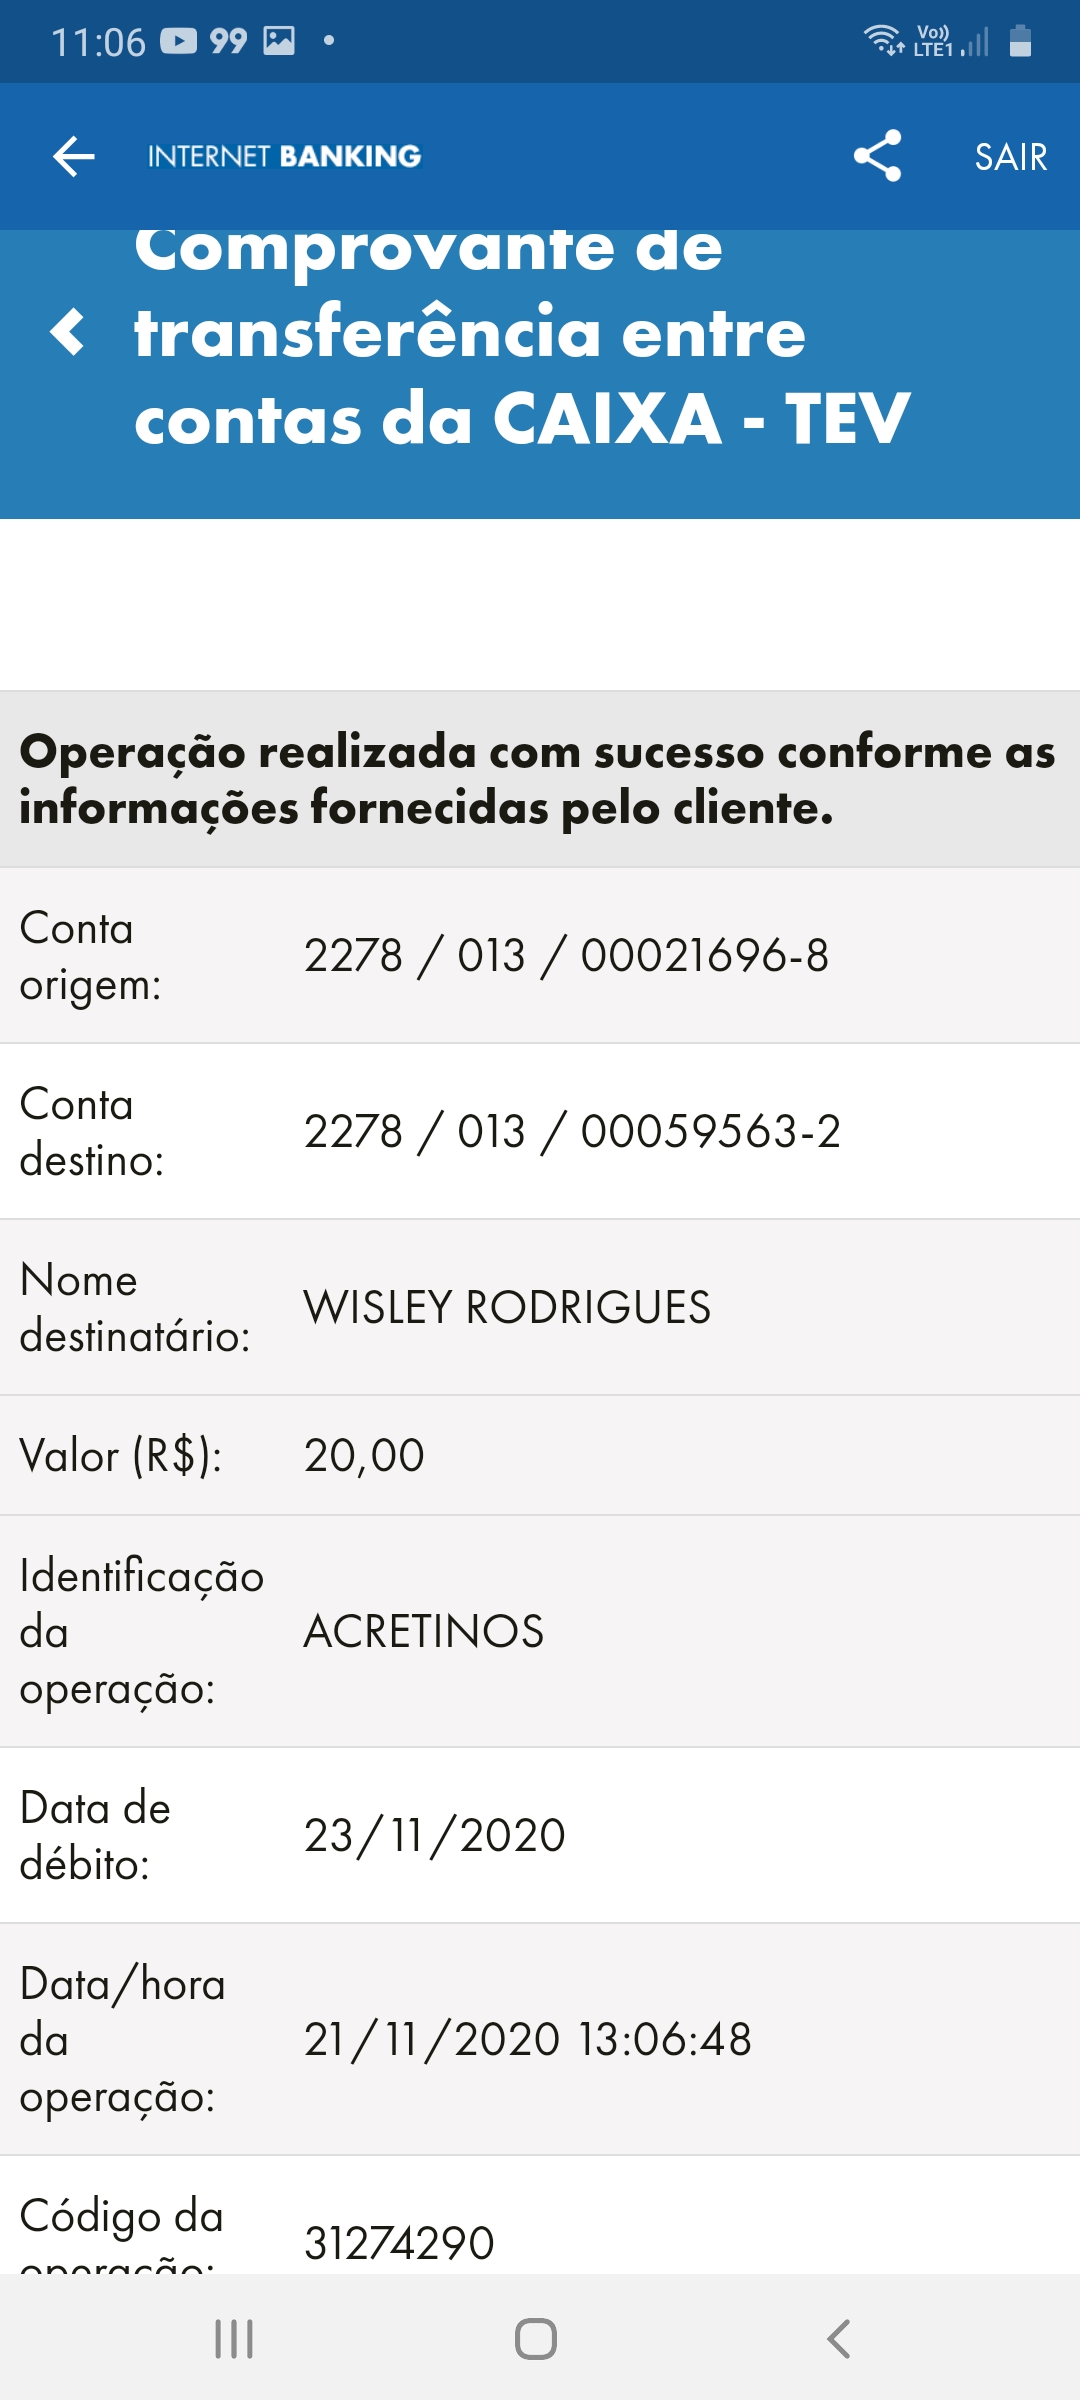 11:06 99 Vo)) LTE1
INTERNET BANKING SAIR
Comprovante de
transferência entre
contas da CAIXA - TEV
Operação realizada com sucesso conforme as
informações fornecidas pelo cliente.
Conta
origem:
2278 / 013 / 00021696-8
Conta
destino:
2278 / 013 / 00059563-2
Nome
destinatário:
WISLEY RODRIGUES
Valor (R$): 20,00
Identificação
da
operação:
ACRETINOS
Data de
débito:
23/11/2020
Data/hora
da
operação:
21/11/2020 13:06:48
Código da
operação:
31274290